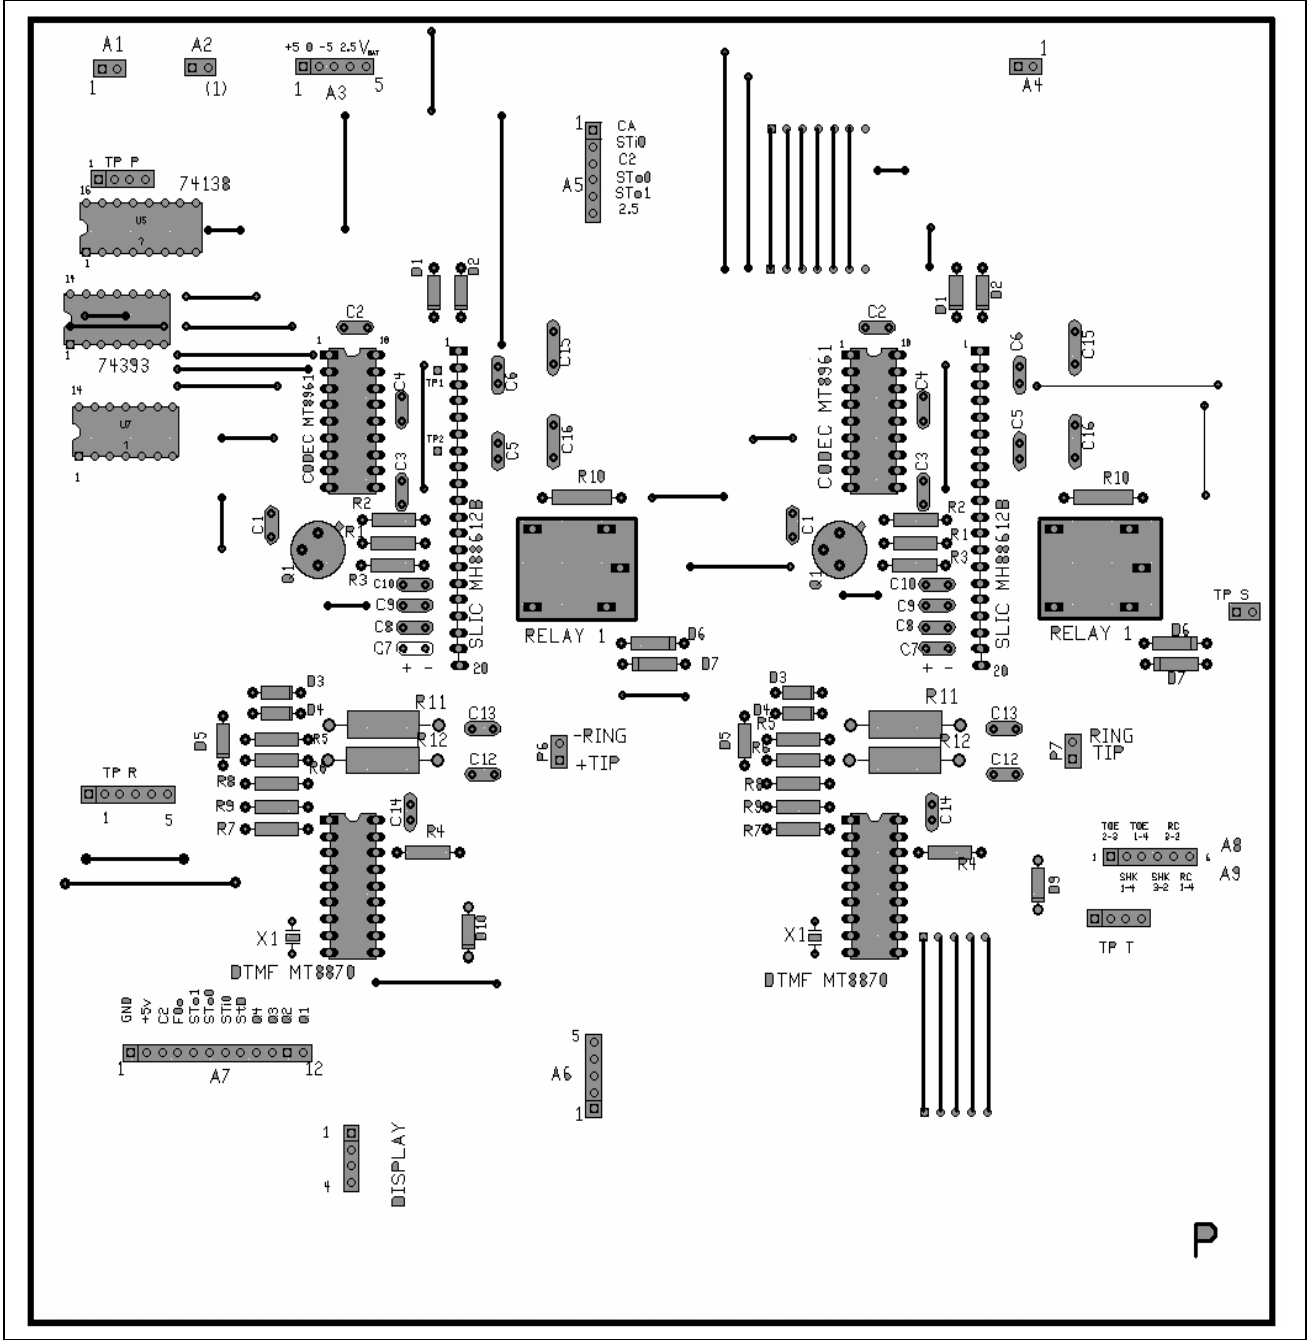 A1
A2
+5 0 -5 2.5 VBAT
1
A4
1
(1)
1
A3
5
1
CA
STi0
C2
A5
STo0
STo1
2.5
1 TP P
74138
16
U5
?
1
14
1
74393
14
U7
1
1
D1
D2
C2
1
18
1
CODEC MT8961
TP1
C4
C6
C15
TP2
C5
C16
C3
R10
R2
C1
R1
Q1
R3
SLIC MH88612B
C10
C9
C8
C7
+ -
20
RELAY 1
D6
D7
D3
D4
R11
C13
D5
R5
R12
R6
C12
P6
-RING
+TIP
TP R
1
5
R8
R9
R7
C14
R4
X1
D10
DTMF MT8870
D1
D2
C2
1
18
1
CODEC MT8961
C4
C6
C15
C5
C16
C3
R10
R2
C1
R1
Q1
R3
SLIC MH88612B
C10
C9
C8
C7
+ -
20
RELAY 1
TP S
D6
D7
D3
D4
R11
C13
D5
R5
R12
R6
C12
P7
RING
TIP
R8
R9
R7
C14
R4
D9
TOE TOE RC
2-3 1-4 3-2
1
6
A8
A9
SHK SHK RC
1-4 3-2 1-4
TP T
X1
DTMF MT8870
GND
+5v
C2
F0o
STo1
STo0
STi0
StD
Q4
Q3
Q2
Q1
1
A7
12
5
A6
1
1
4
DISPLAY
P